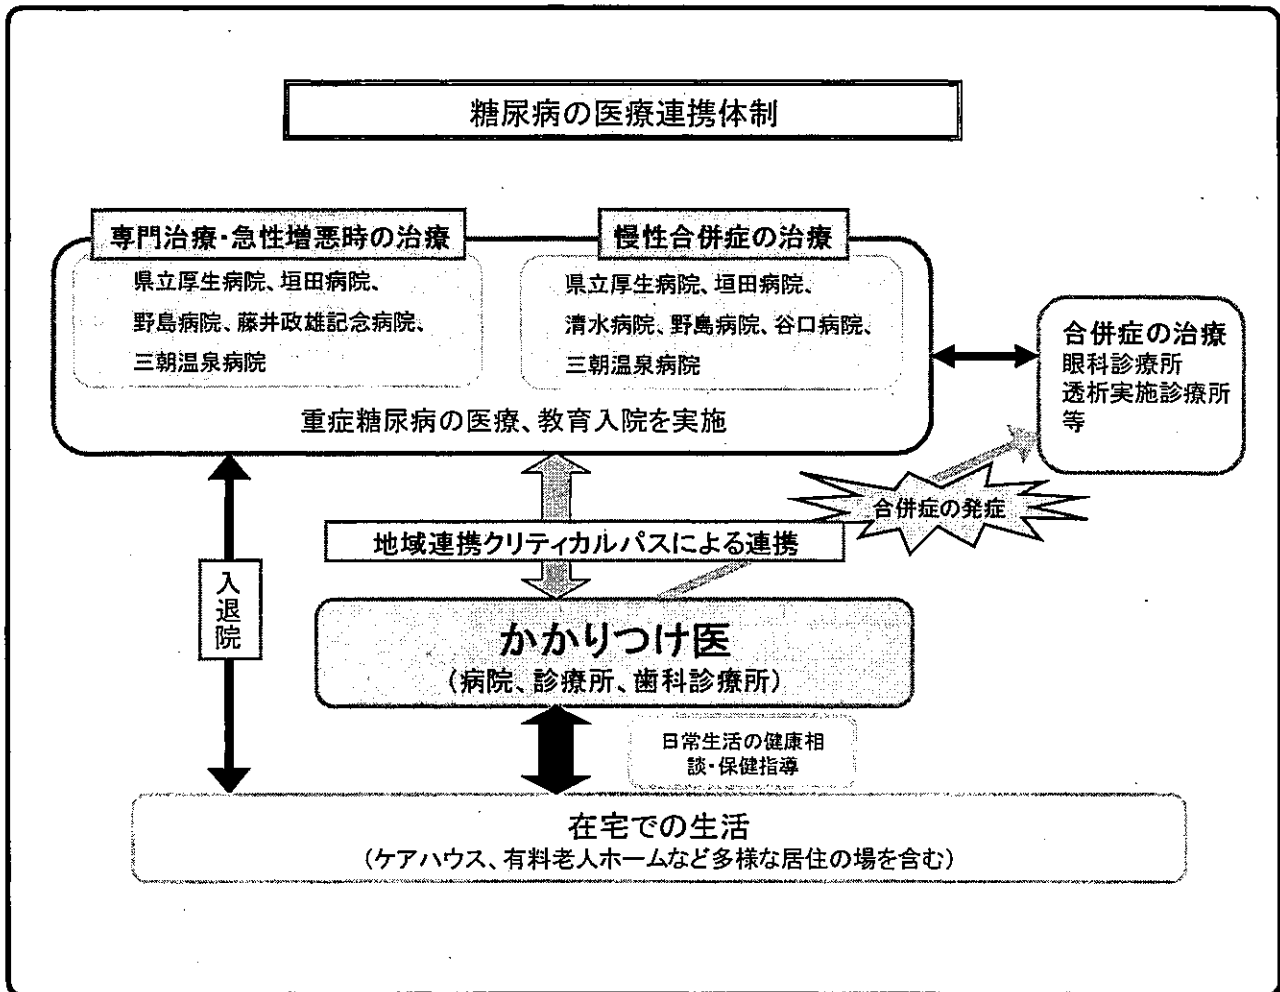 糖尿病の医療連携体制
専門治療・急性増悪時の治療
県立厚生病院、垣田病院、
野島病院、藤井政雄記念病院、
三朝温泉病院
慢性合併症の治療
県立厚生病院、垣田病院、
清水病院、野島病院、谷口病院、
三朝温泉病院
重症糖尿病の医療、教育入院を実施
合併症の治療
眼科診療所
透析実施診療所
等
合併症の発症
地域連携クリティカルパスによる連携
入退院
かかりつけ医
(病院、診療所、歯科診療所)
日常生活の健康相
談・保健指導
在宅での生活
(ケアハウス、有料老人ホームなど多様な居住の場を含む)